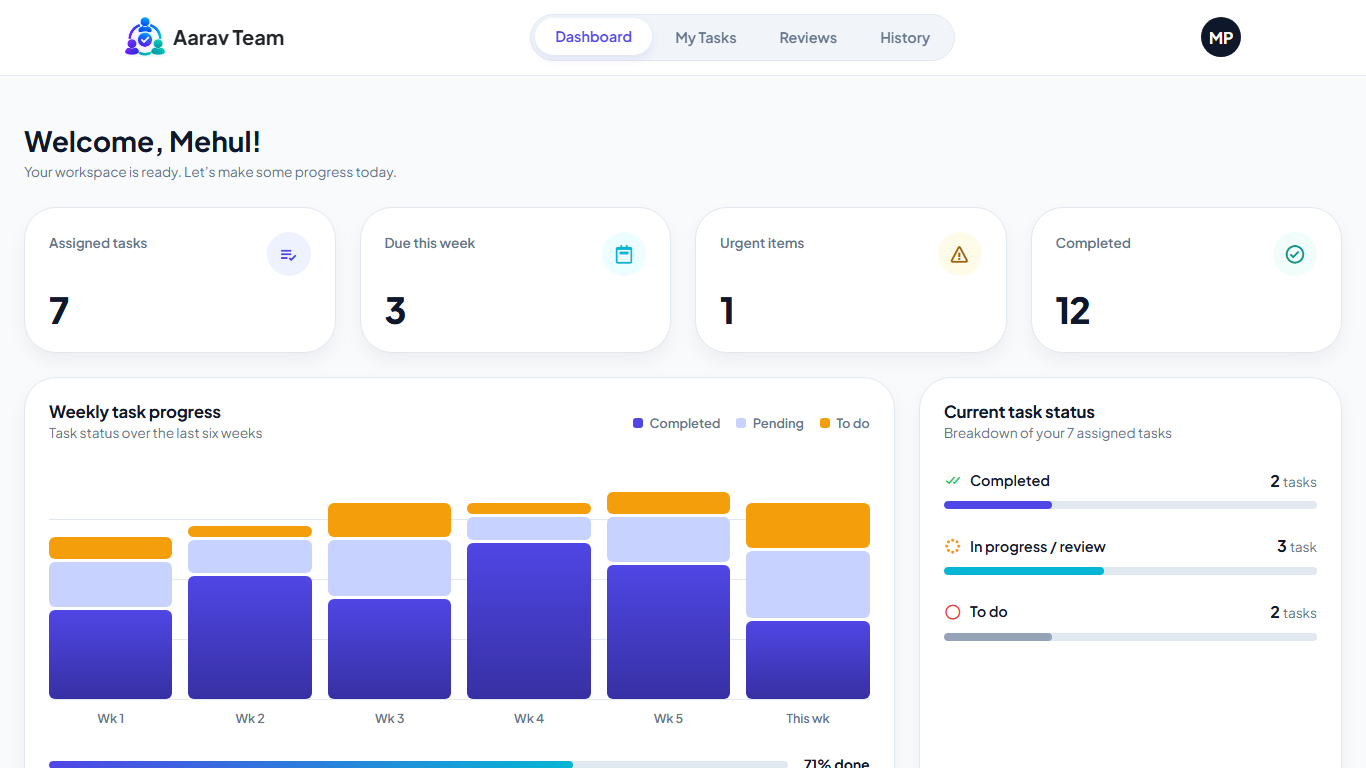 Aarav Team
Dashboard
My Tasks
Reviews
History
MP
Welcome, Mehul!
Your workspace is ready. Let's make some progress today.
Assigned tasks
7
Due this week
3
Urgent items
1
Completed
12
Weekly task progress
Task status over the last six weeks
Completed
Pending
To do
Wk 1
Wk 2
Wk 3
Wk 4
Wk 5
This wk
71% done
Current task status
Breakdown of your 7 assigned tasks
Completed
2 tasks
In progress / review
3 task
To do
2 tasks